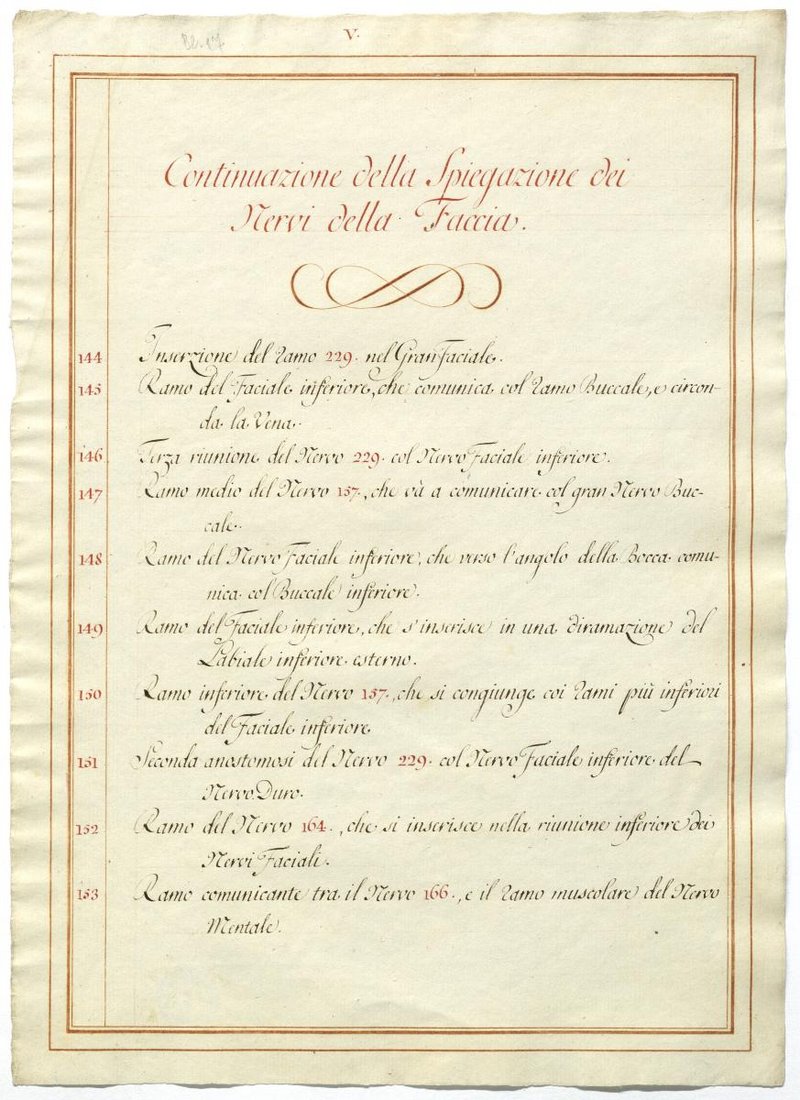 V.
Continuazione della Spiegazione dei
Nervi della Faccia.
144 Inserzione del ramo 229. nel Gran Faciale.
145 Ramo del Faciale inferiore, che comunica col ramo Buccale, e circon-
da la Vena.
146 Terza riunione del Nervo 229. col Nervo Faciale inferiore.
147 Ramo medio del Nervo 157., che và a comunicare col gran Nervo Buc-
cale.
148 Ramo del Nervo Faciale inferiore, che verso l'angolo della Bocca comu-
nica col Buccale inferiore.
149 Ramo del Faciale inferiore, che s'inserisce in una diramazione del
Labiale inferiore esterno.
150 Ramo inferiore del Nervo 157., che si congiunge coi rami più inferiori
del Faciale inferiore
151 Seconda anostomosi del Nervo 229. col Nervo Faciale inferiore del
Nervo Duro.
152 Ramo del Nervo 164., che si inserisce nella riunione inferiore dei
Nervi Faciali.
153 Ramo comunicante tra il Nervo 166., e il ramo muscolare del Nervo
Mentale.